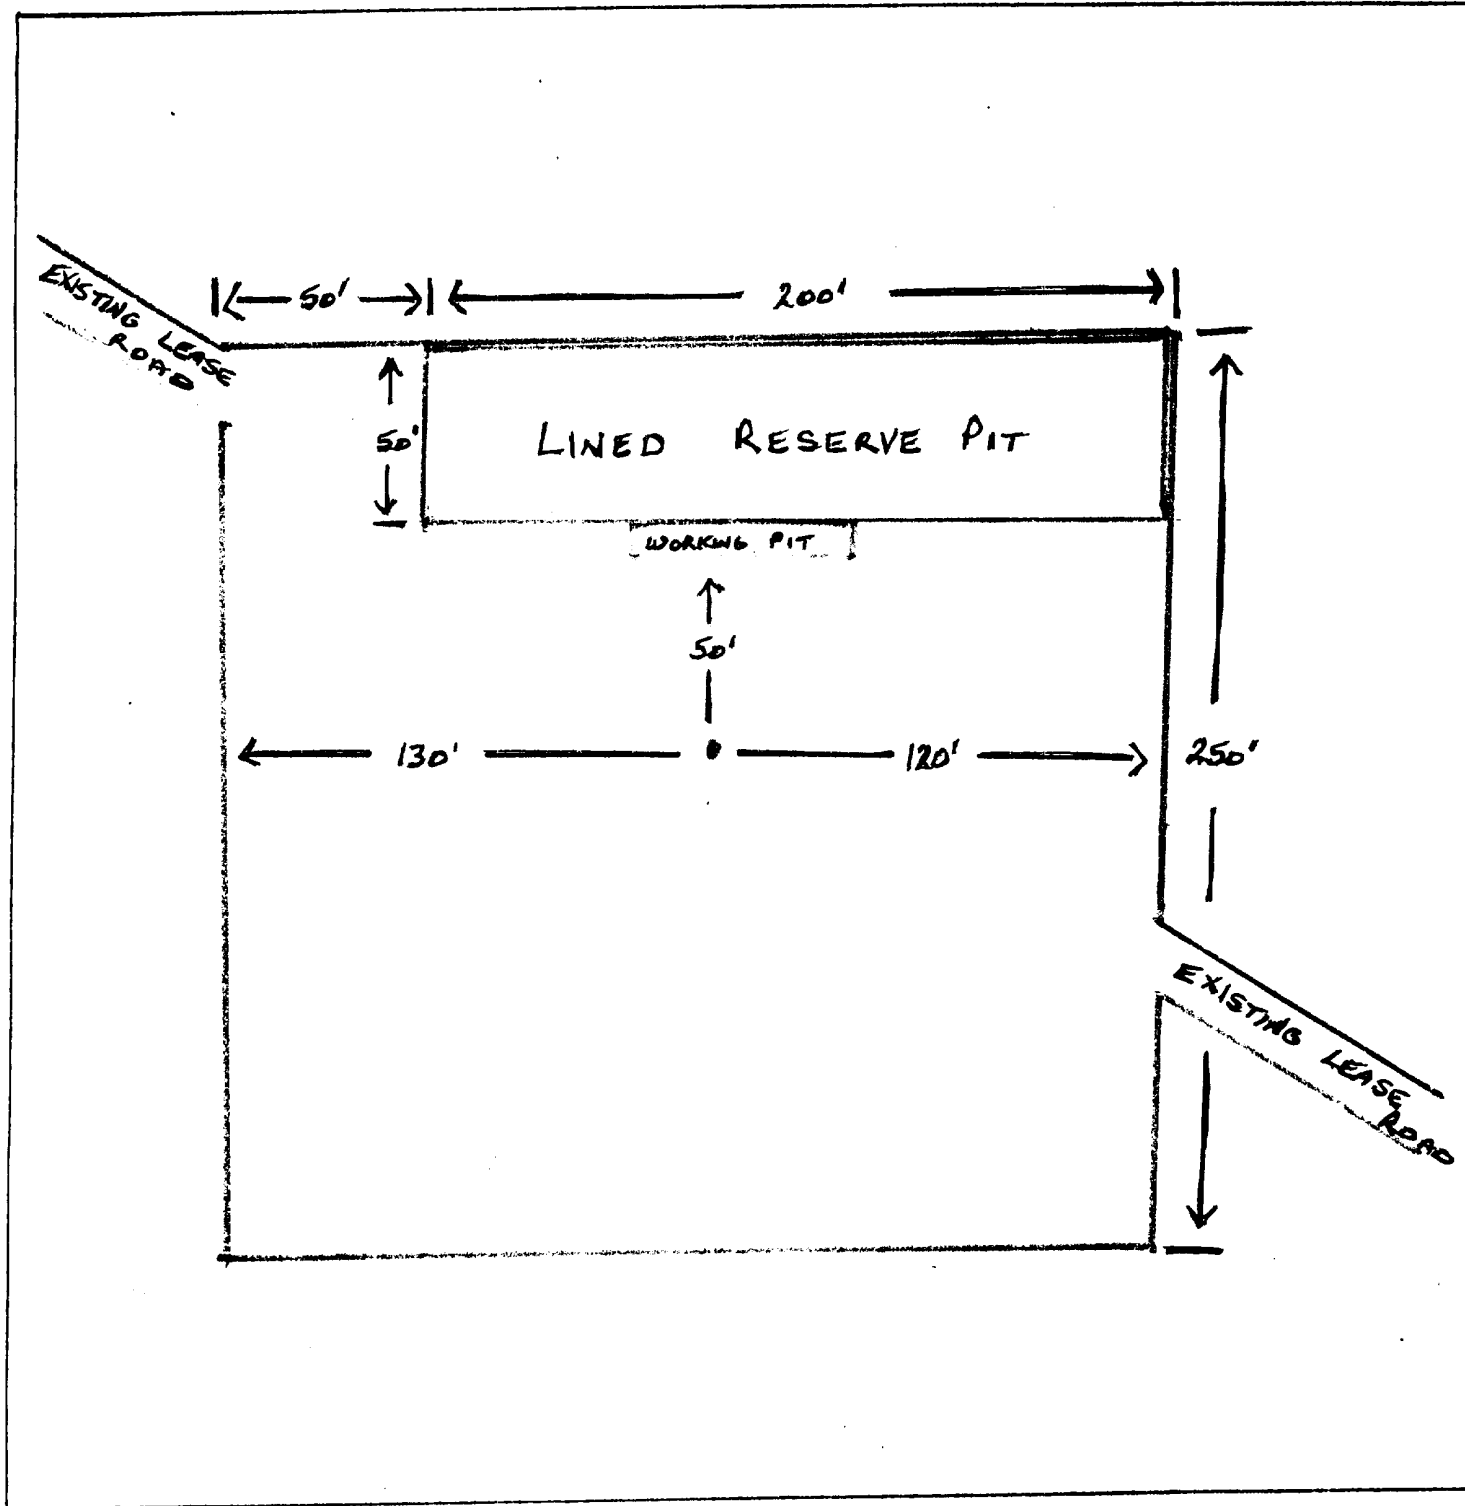 EXISTING LEASE
ROAD
50' 200'
50'
LINED RESERVE PIT
WORKING PIT
50'
130' 120' 250'
EXISTING LEASE
ROAD